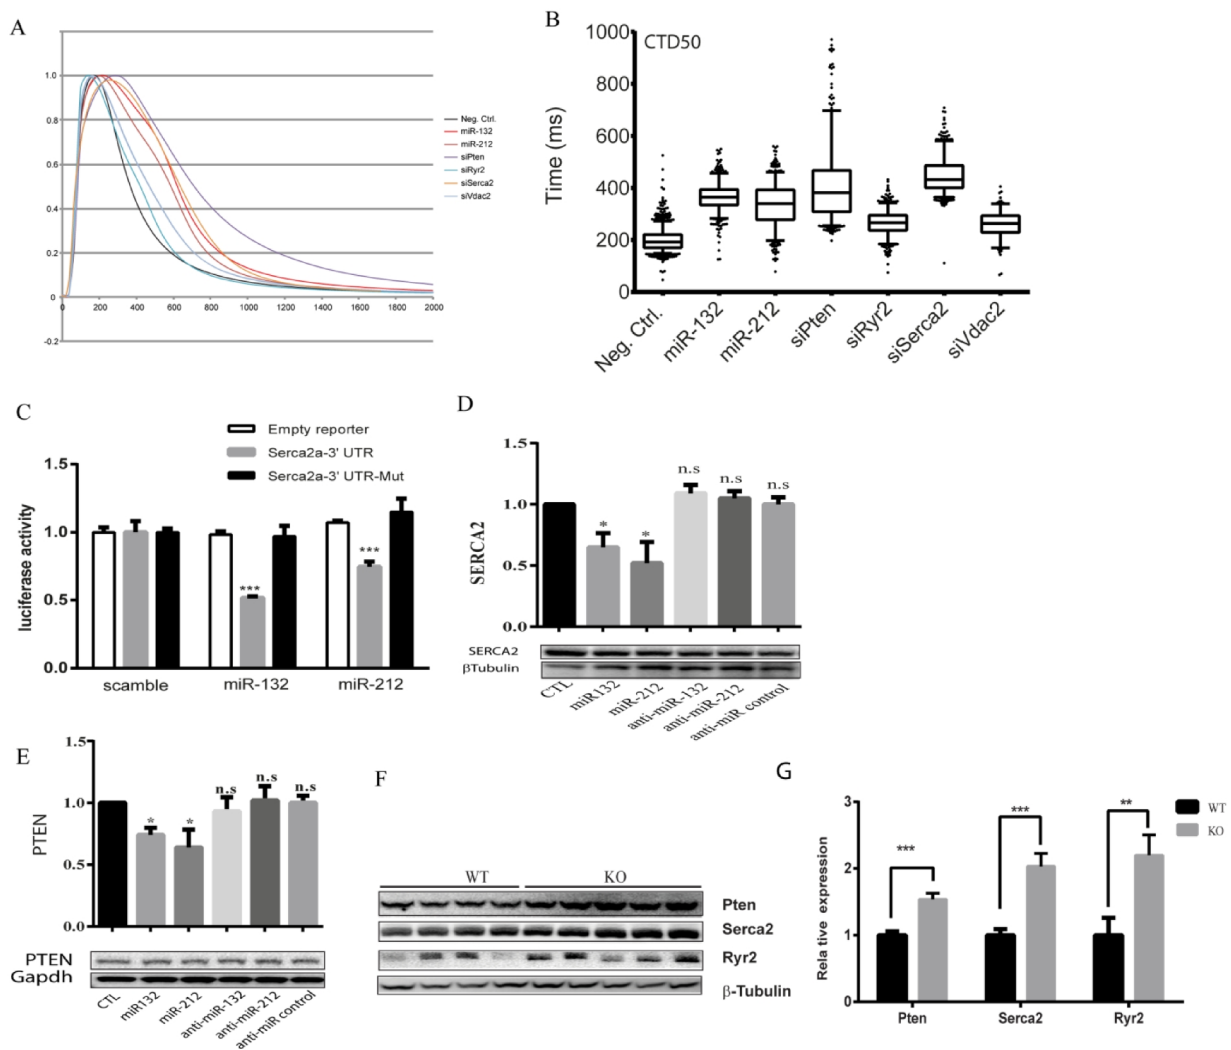 A
1.0
0.8
0.6
0.4
0.2
0
-0.2
0
200
400
600
800
1000
1200
1400
1600
1800
2000
Neg. Ctrl.
miR-132
miR-212
siPten
siRyr2
siSerca2
siVdac2
B
CTD50
Time (ms)
1000
800
600
400
200
0
Neg. Ctrl.
miR-132
miR-212
siPten
siRyr2
siSerca2
siVdac2
C
Empty reporter
Serca2a-3' UTR
Serca2a-3' UTR-Mut
luciferase activity
1.5
1.0
0.5
0.0
***
***
scamble
miR-132
miR-212
D
SERCA2
1.5
1.0
0.5
0.0
*
*
n.s
n.s
n.s
SERCA2
βTubulin
CTL
miR132
miR-212
anti-miR-132
anti-miR-212
anti-miR control
E
PTEN
1.5
1.0
0.5
0.0
*
*
n.s
n.s
n.s
PTEN
Gapdh
CTL
miR132
miR-212
anti-miR-132
anti-miR-212
anti-miR control
F
WT
KO
Pten
Serca2
Ryr2
β-Tubulin
G
WT
KO
Rela tive expression
3
2
1
0
***
***
**
Pten
Serca2
Ryr2